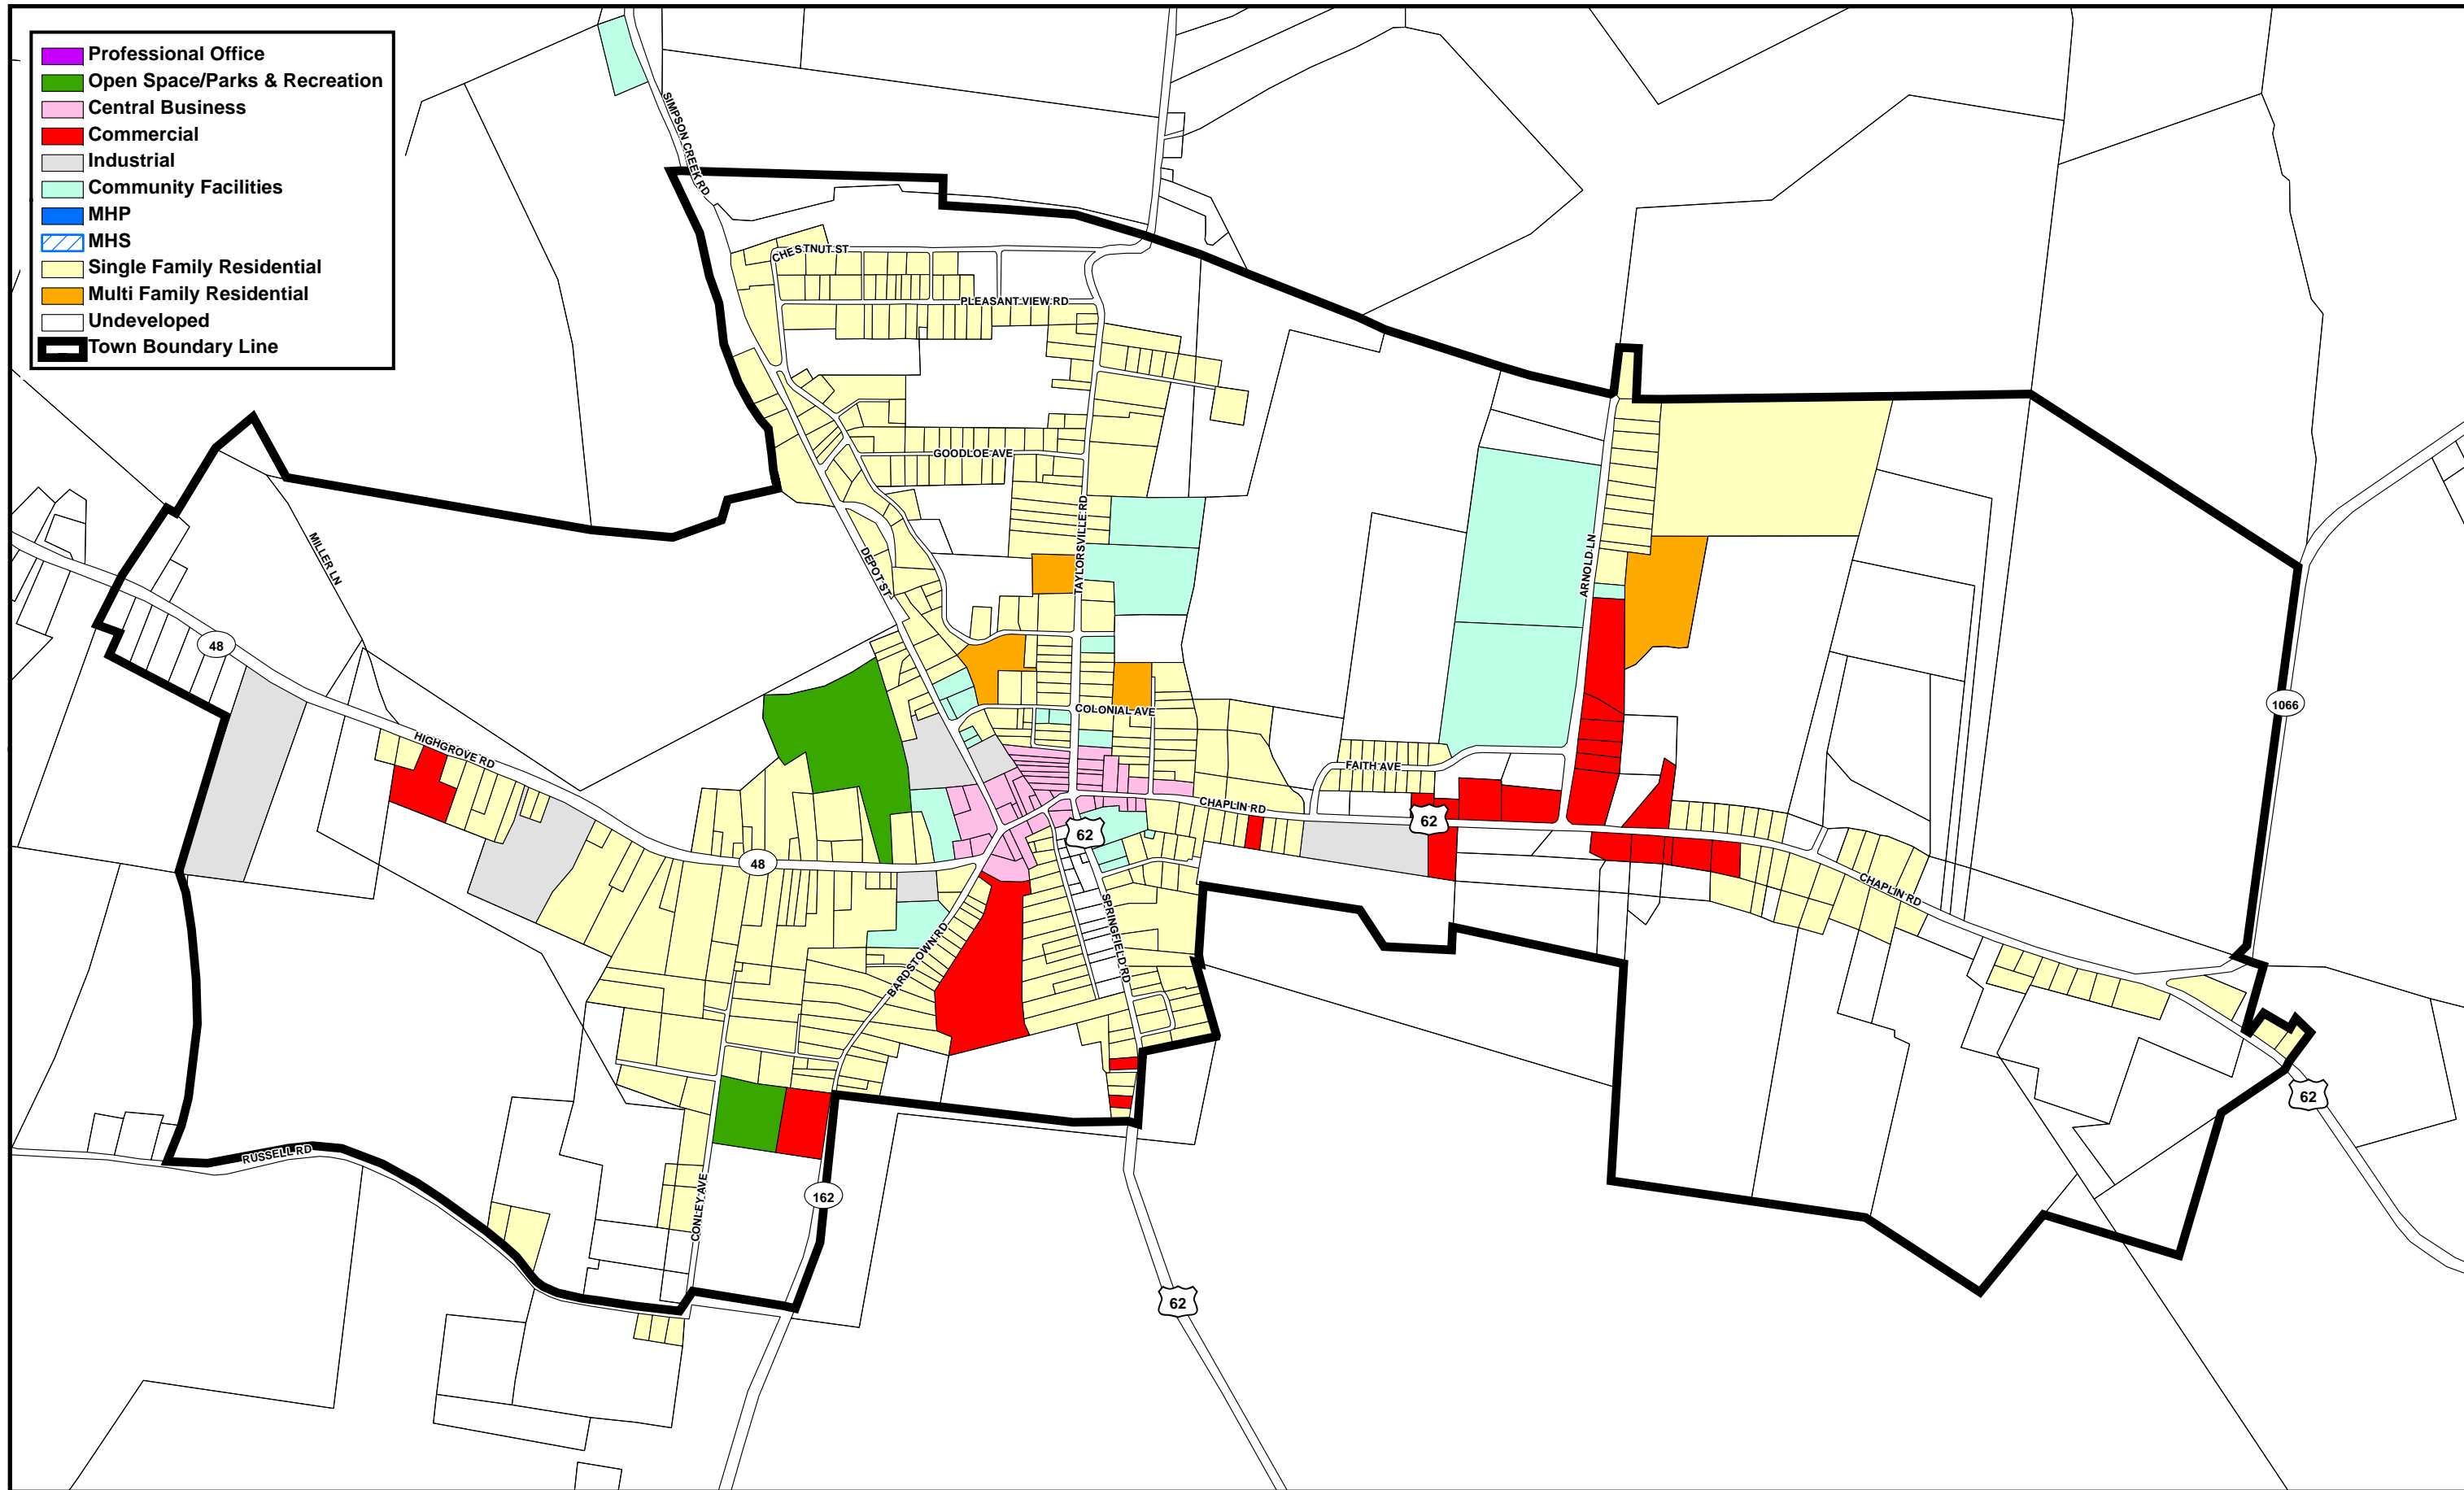 Professional Office
Open Space/Parks & Recreation
Central Business
Commercial
Industrial
Community Facilities
MHP
MHS
Single Family Residential
Multi Family Residential
Undeveloped
Town Boundary Line
SIMPSON CREEK RD
CHESTNUT ST
PLEASANT VIEW RD
GOODLOE AVE
TAYLORSVILLE RD
MILLER LN
DEPOT ST
ARNOLD LN
48
1066
COLONIAL AVE
HIGHGROVE RD
FAITH AVE
CHAPLIN RD
62
62
48
CHAPLIN RD
SPRINGFIELD RD
BARDSTOWN RD
62
RUSSELL RD
CONLEY AVE
162
62